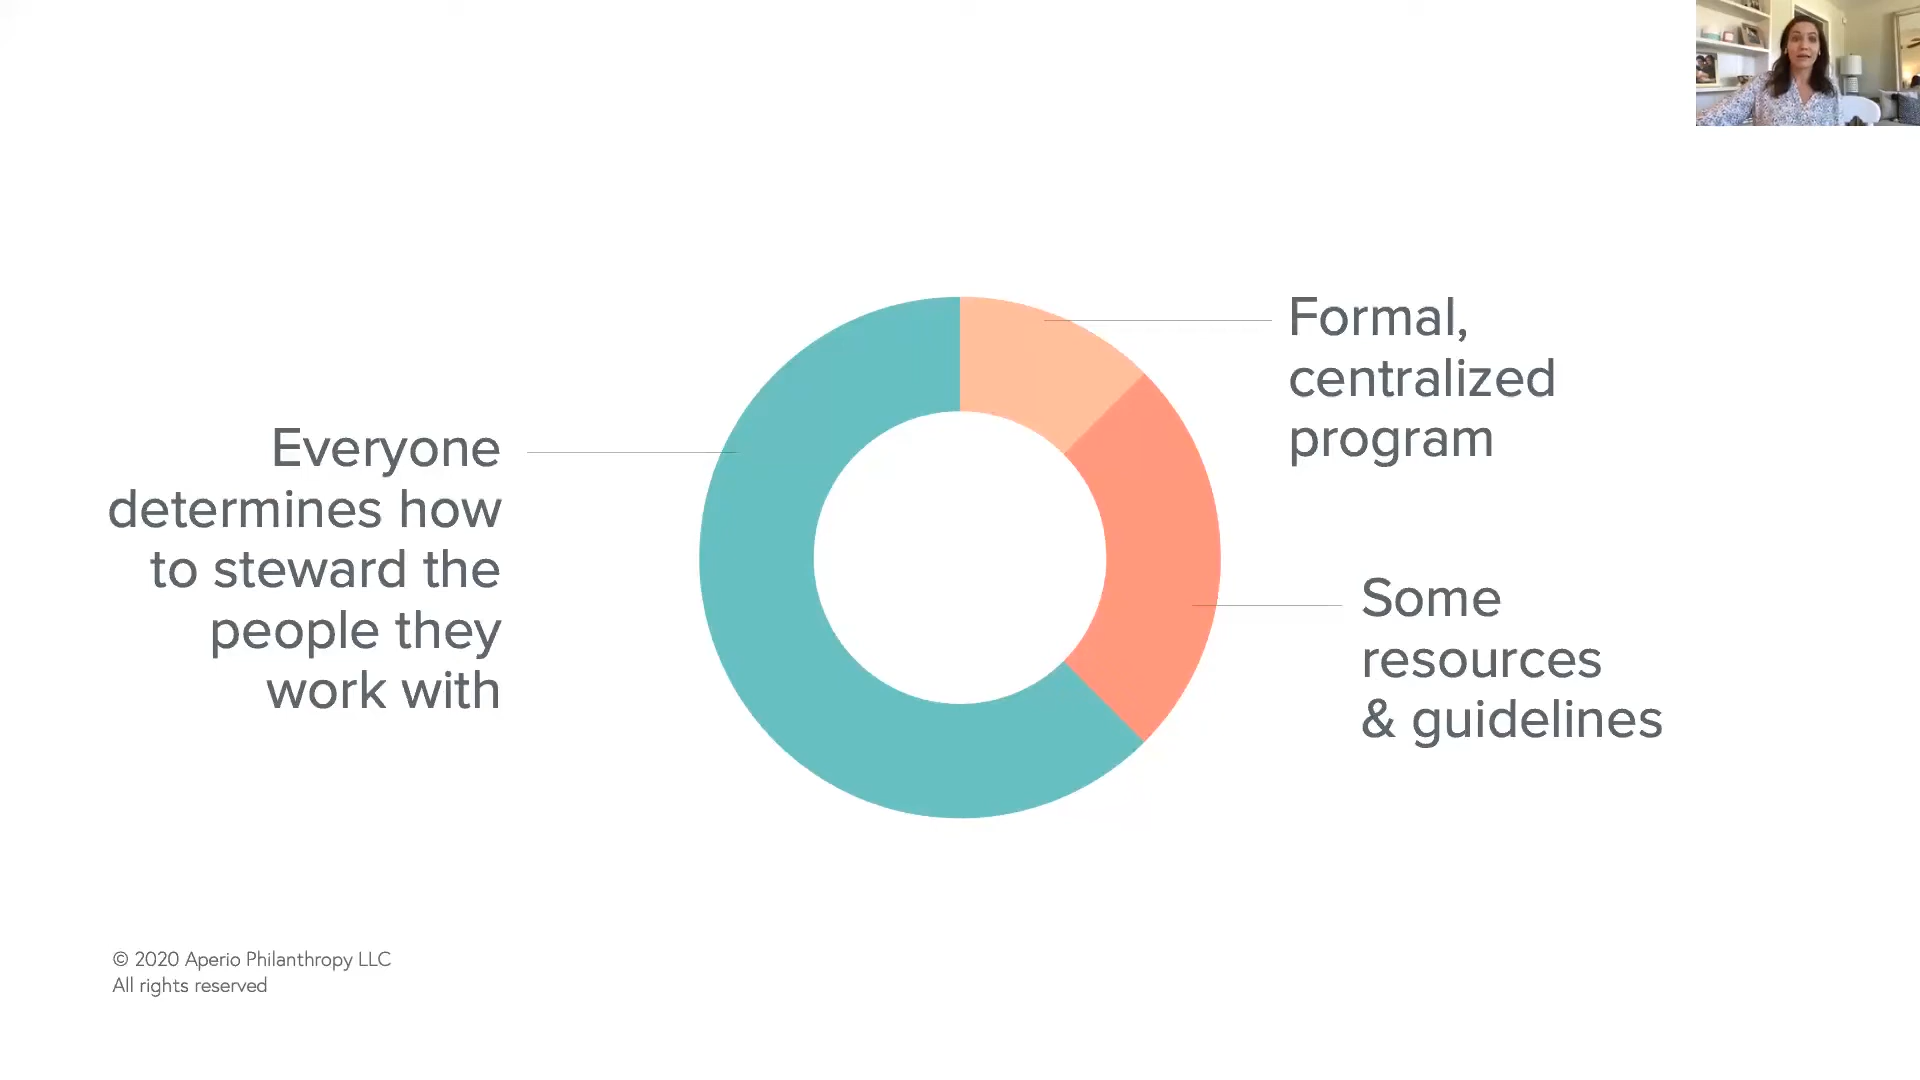 Everyone
determines how
to steward the
people they
work with
Formal,
centralized
program
Some
resources
& guidelines
© 2020 Aperio Philanthropy LLC
All rights reserved